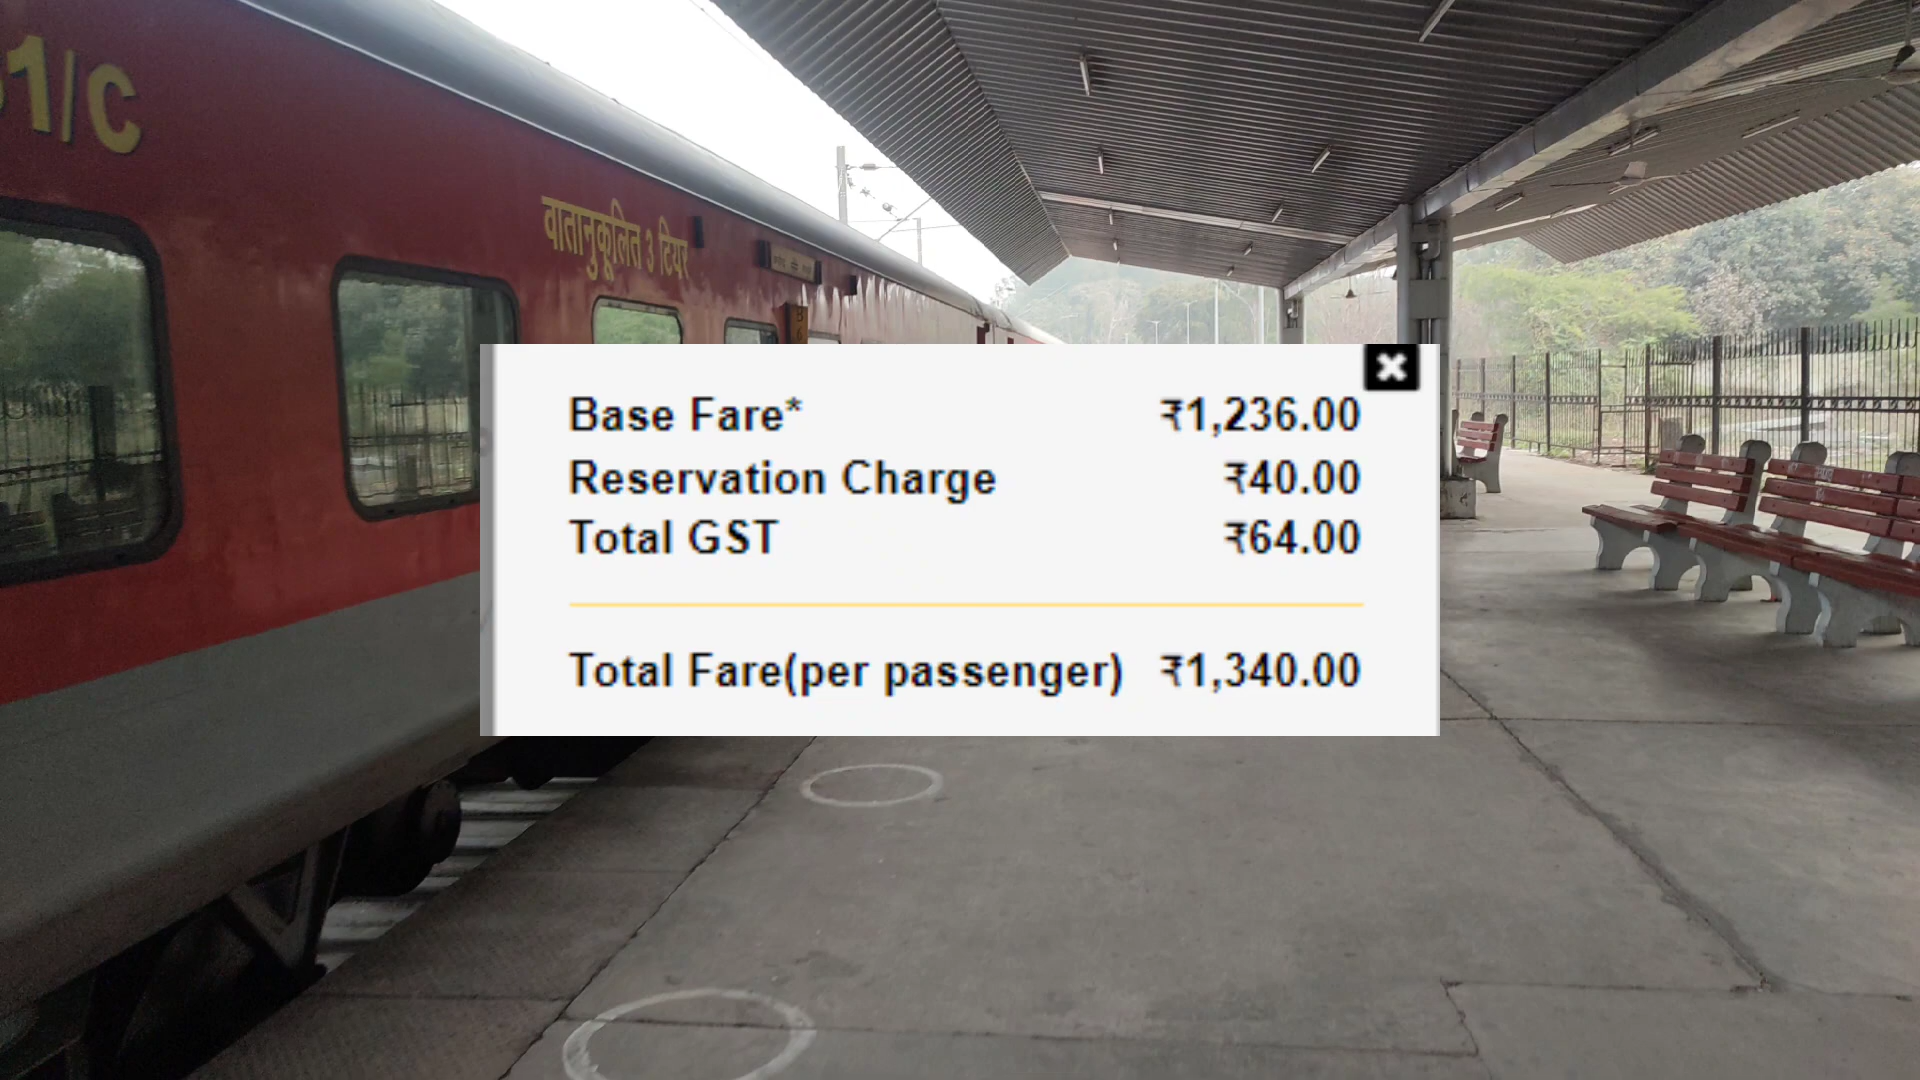 1/C
वातानुकूलित 3 टियर
Base Fare* ₹1,236.00
Reservation Charge ₹40.00
Total GST ₹64.00
Total Fare(per passenger) ₹1,340.00